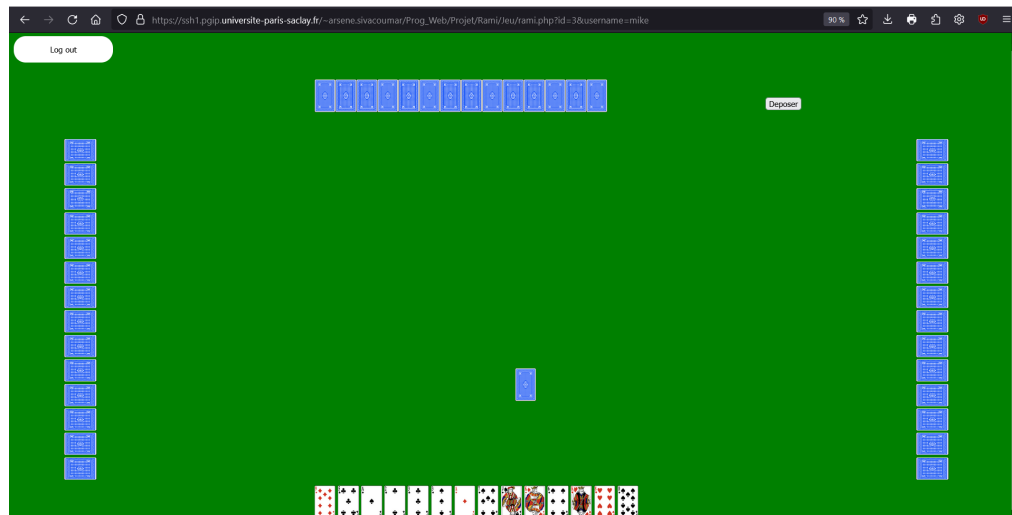 https://ssh1.pgip.universite-paris-saclay.fr/~arsene.sivacoumar/Prog_Web/Projet/Rami/Jeu/rami.php?id=3&username=mike
90 %
Log out
Deposer